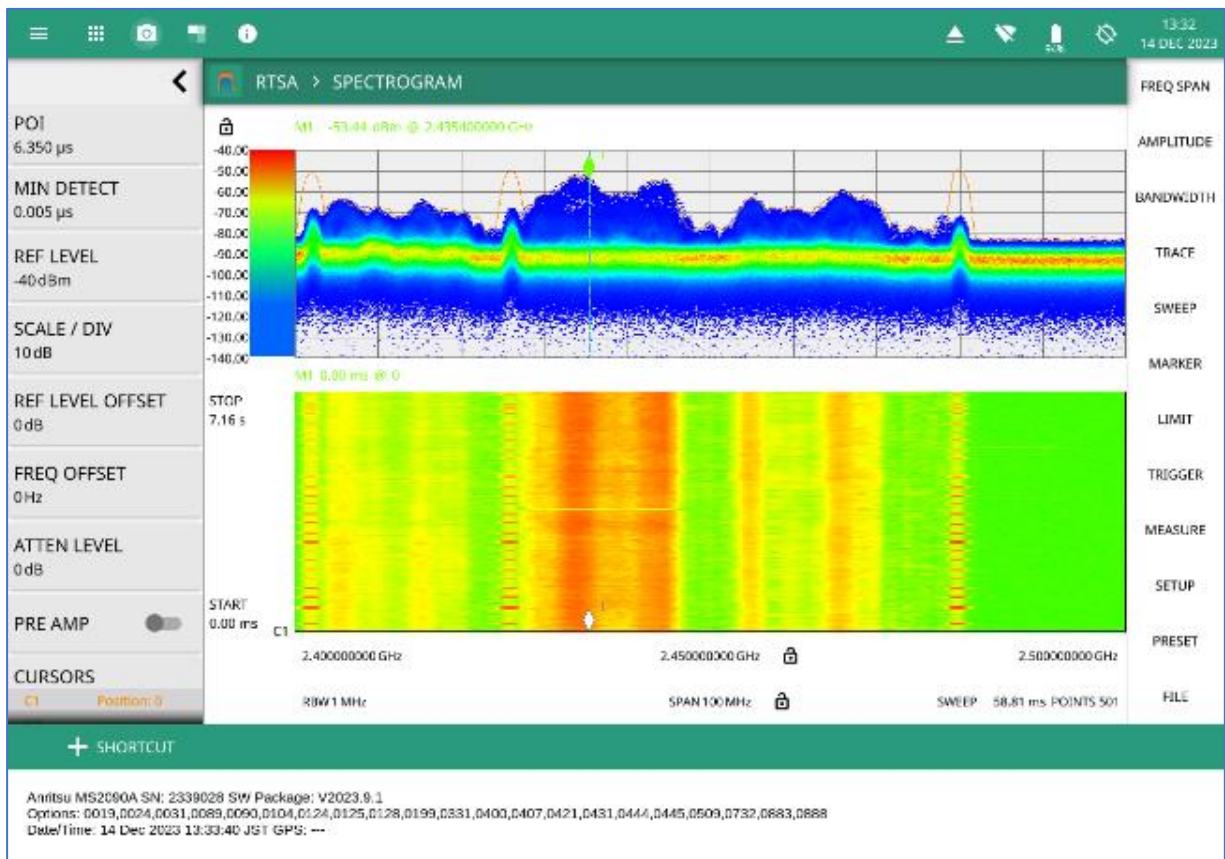 13:32
14 DEC 2023
RTSA > SPECTROGRAM
FREQ SPAN
AMPLITUDE
BANDWIDTH
TRACE
SWEEP
MARKER
LIMIT
TRIGGER
MEASURE
SETUP
PRESET
FILE
POI
6.350 µs
MIN DETECT
0.005 µs
REF LEVEL
-40dBm
SCALE / DIV
10 dB
REF LEVEL OFFSET
0 dB
FREQ OFFSET
0 Hz
ATTEN LEVEL
0 dB
PRE AMP
CURSORS
C1 Position: 0
M1 -53.44 dBm @ 2.435400000 GHz
-40.00
-50.00
-60.00
-70.00
-80.00
-90.00
-100.00
-110.00
-120.00
-130.00
-140.00
M1 0.00 ms @ 0
STOP
7.16 s
START
0.00 ms
C1
2.400000000 GHz 2.450000000 GHz 2.500000000 GHz
RBW 1 MHz SPAN 100 MHz SWEEP 58.81 ms POINTS 501
+ SHORTCUT
Anritsu MS2090A SN: 2339028 SW Package: V2023.9.1
Options: 0019,0024,0031,0089,0090,0104,0124,0125,0128,0199,0331,0400,0407,0421,0431,0444,0445,0509,0732,0883,0888
Date/Time: 14 Dec 2023 13:33:40 JST GPS: ---